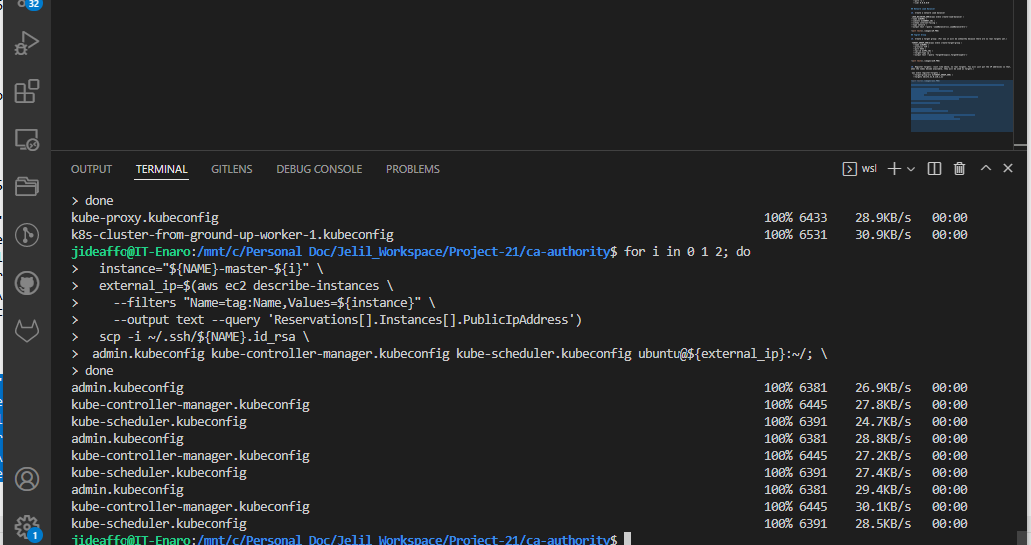 32
OUTPUT TERMINAL GITLENS DEBUG CONSOLE PROBLEMS wsl
> done
kube-proxy.kubeconfig 100% 6433 28.9KB/s 00:00
k8s-cluster-from-ground-up-worker-1.kubeconfig 100% 6531 30.9KB/s 00:00
jideaffo@IT-Enaro:/mnt/c/Personal Doc/Jelil_Workspace/Project-21/ca-authority$ for i in 0 1 2; do
> instance="${NAME}-master-${i}" \
> external_ip=$(aws ec2 describe-instances \
> --filters "Name=tag:Name,Values=${instance}" \
> --output text --query 'Reservations[].Instances[].PublicIpAddress')
> scp -i ~/.ssh/${NAME}.id_rsa \
> admin.kubeconfig kube-controller-manager.kubeconfig kube-scheduler.kubeconfig ubuntu@${external_ip}:~/; \
> done
admin.kubeconfig 100% 6381 26.9KB/s 00:00
kube-controller-manager.kubeconfig 100% 6445 27.8KB/s 00:00
kube-scheduler.kubeconfig 100% 6391 24.7KB/s 00:00
admin.kubeconfig 100% 6381 28.8KB/s 00:00
kube-controller-manager.kubeconfig 100% 6445 27.2KB/s 00:00
kube-scheduler.kubeconfig 100% 6391 27.4KB/s 00:00
admin.kubeconfig 100% 6381 29.4KB/s 00:00
kube-controller-manager.kubeconfig 100% 6445 30.1KB/s 00:00
kube-scheduler.kubeconfig 100% 6391 28.5KB/s 00:00
1
jideaffo@IT-Enaro:/mnt/c/Personal Doc/Jelil_Workspace/Project-21/ca-authority$